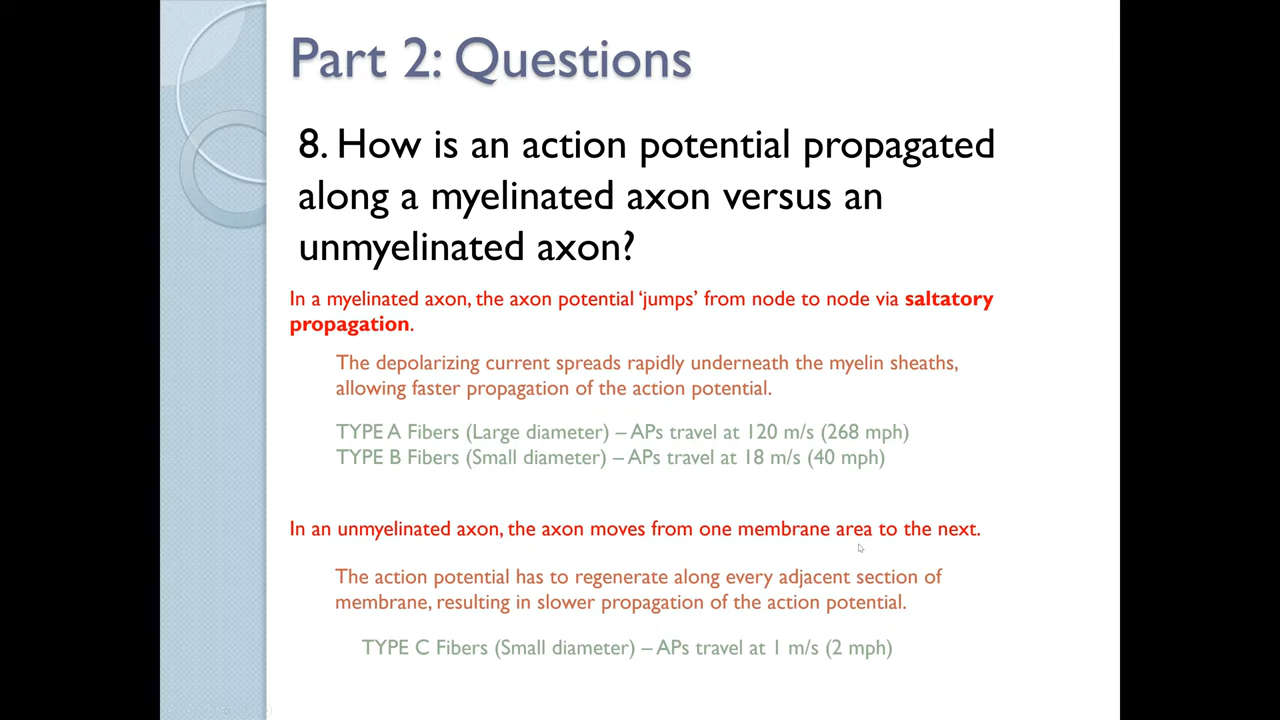 Part 2: Questions
8. How is an action potential propagated
along a myelinated axon versus an
unmyelinated axon?
In a myelinated axon, the axon potential ‘jumps’ from node to node via saltatory
propagation.
The depolarizing current spreads rapidly underneath the myelin sheaths,
allowing faster propagation of the action potential.
TYPE A Fibers (Large diameter) – APs travel at 120 m/s (268 mph)
TYPE B Fibers (Small diameter) – APs travel at 18 m/s (40 mph)
In an unmyelinated axon, the axon moves from one membrane area to the next.
The action potential has to regenerate along every adjacent section of
membrane, resulting in slower propagation of the action potential.
TYPE C Fibers (Small diameter) – APs travel at 1 m/s (2 mph)